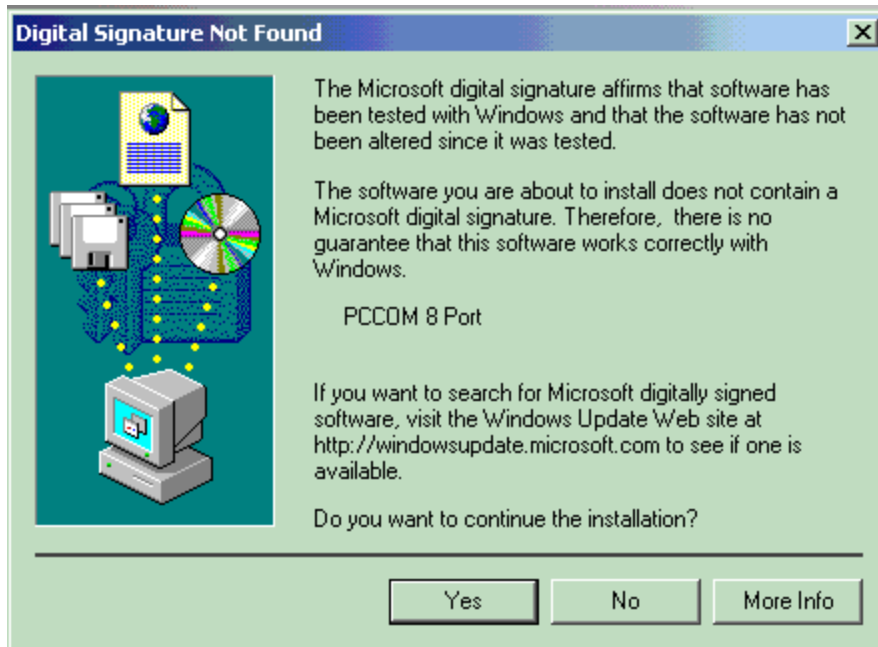 Digital Signature Not Found
The Microsoft digital signature affirms that software has
been tested with Windows and that the software has not
been altered since it was tested.
The software you are about to install does not contain a
Microsoft digital signature. Therefore,  there is no
guarantee that this software works correctly with
Windows.
PCCOM 8 Port
If you want to search for Microsoft digitally signed
software, visit the Windows Update Web site at
http://windowsupdate.microsoft.com to see if one is
available.
Do you want to continue the installation?
Yes
No
More Info